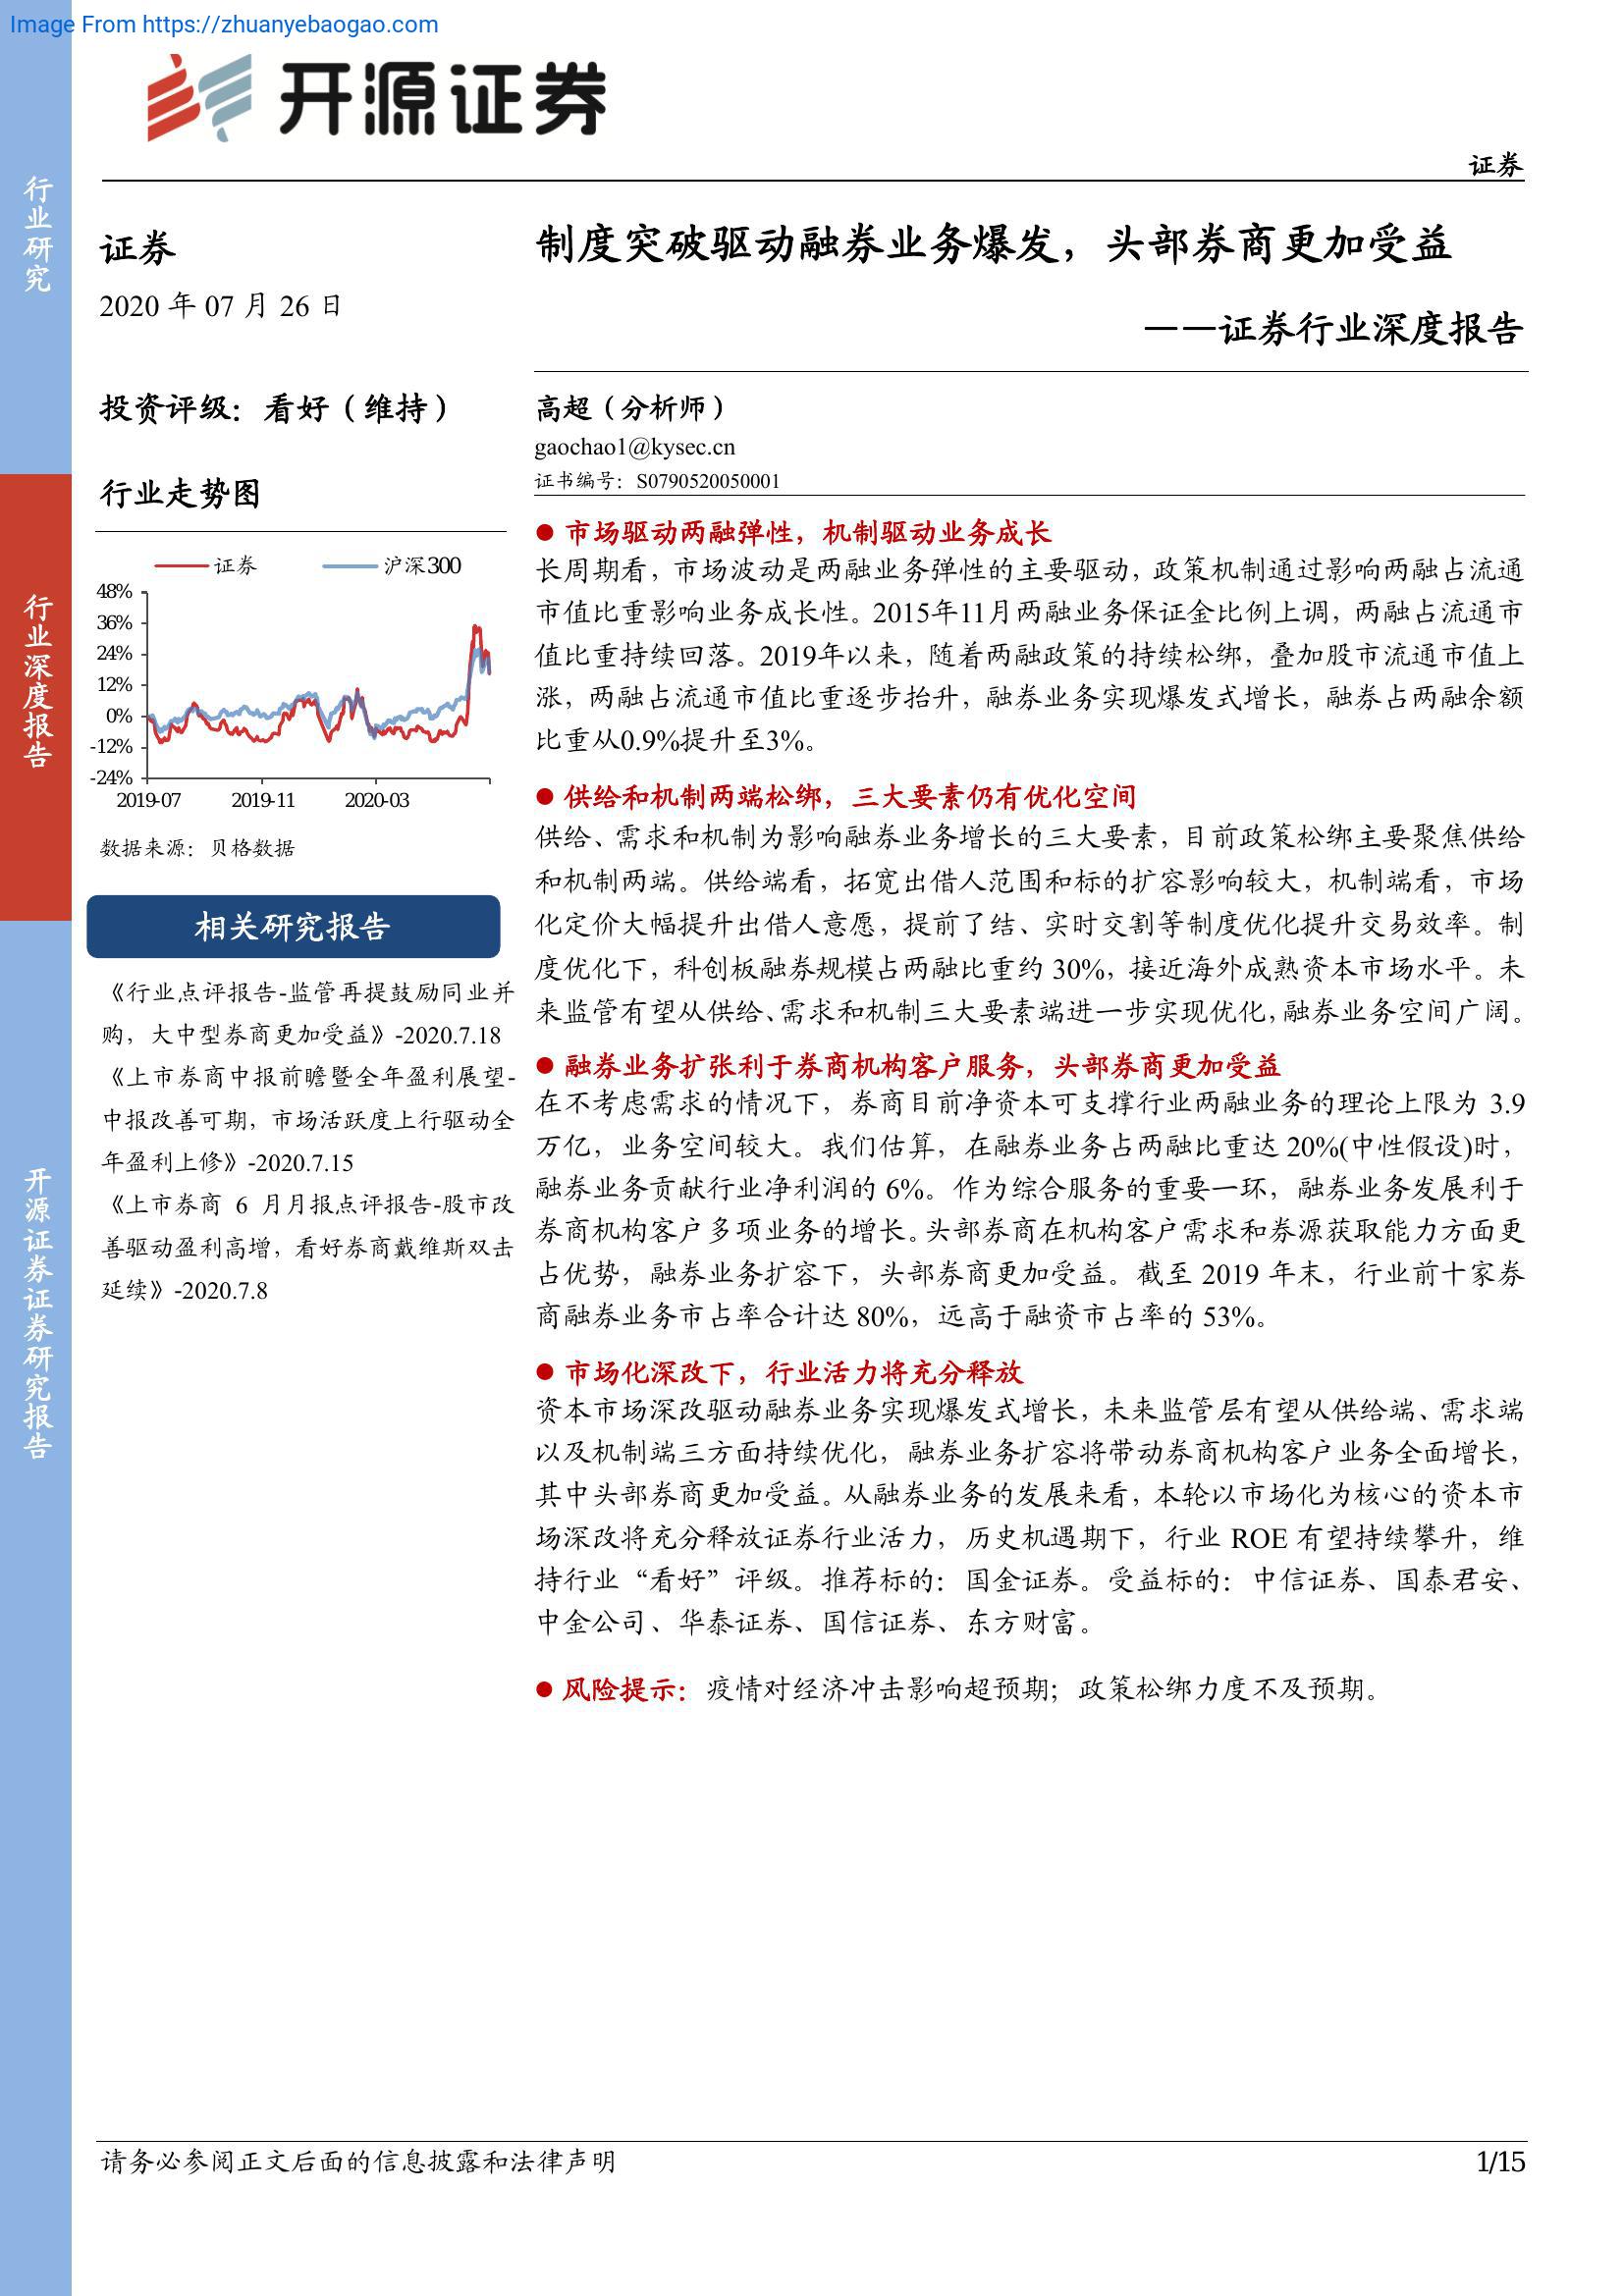 Image From https://zhuanyebaogao.com
开源证券
证券
行业研究
行业深度报告
开源证券证券研究报告
证券
2020 年 07 月 26 日
投资评级：看好（维持）
行业走势图
证券
沪深300
48%
36%
24%
12%
0%
-12%
-24%
2019-07
2019-11
2020-03
数据来源：贝格数据
相关研究报告
《行业点评报告-监管再提鼓励同业并
购，大中型券商更加受益》-2020.7.18
《上市券商中报前瞻暨全年盈利展望-
中报改善可期，市场活跃度上行驱动全
年盈利上修》-2020.7.15
《上市券商 6 月月报点评报告-股市改
善驱动盈利高增，看好券商戴维斯双击
延续》-2020.7.8
制度突破驱动融券业务爆发，头部券商更加受益
——证券行业深度报告
高超（分析师）
gaochao1@kysec.cn
证书编号：S0790520050001
● 市场驱动两融弹性，机制驱动业务成长
长周期看，市场波动是两融业务弹性的主要驱动，政策机制通过影响两融占流通
市值比重影响业务成长性。2015年11月两融业务保证金比例上调，两融占流通市
值比重持续回落。2019年以来，随着两融政策的持续松绑，叠加股市流通市值上
涨，两融占流通市值比重逐步抬升，融券业务实现爆发式增长，融券占两融余额
比重从0.9%提升至3%。
● 供给和机制两端松绑，三大要素仍有优化空间
供给、需求和机制为影响融券业务增长的三大要素，目前政策松绑主要聚焦供给
和机制两端。供给端看，拓宽出借人范围和标的扩容影响较大，机制端看，市场
化定价大幅提升出借人意愿，提前了结、实时交割等制度优化提升交易效率。制
度优化下，科创板融券规模占两融比重约 30%，接近海外成熟资本市场水平。未
来监管有望从供给、需求和机制三大要素端进一步实现优化，融券业务空间广阔。
● 融券业务扩张利于券商机构客户服务，头部券商更加受益
在不考虑需求的情况下，券商目前净资本可支撑行业两融业务的理论上限为 3.9
万亿，业务空间较大。我们估算，在融券业务占两融比重达 20%(中性假设)时，
融券业务贡献行业净利润的 6%。作为综合服务的重要一环，融券业务发展利于
券商机构客户多项业务的增长。头部券商在机构客户需求和券源获取能力方面更
占优势，融券业务扩容下，头部券商更加受益。截至 2019 年末，行业前十家券
商融券业务市占率合计达 80%，远高于融资市占率的 53%。
● 市场化深改下，行业活力将充分释放
资本市场深改驱动融券业务实现爆发式增长，未来监管层有望从供给端、需求端
以及机制端三方面持续优化，融券业务扩容将带动券商机构客户业务全面增长，
其中头部券商更加受益。从融券业务的发展来看，本轮以市场化为核心的资本市
场深改将充分释放证券行业活力，历史机遇期下，行业 ROE 有望持续攀升，维
持行业“看好”评级。推荐标的：国金证券。受益标的：中信证券、国泰君安、
中金公司、华泰证券、国信证券、东方财富。
● 风险提示：疫情对经济冲击影响超预期；政策松绑力度不及预期。
请务必参阅正文后面的信息披露和法律声明
1/15